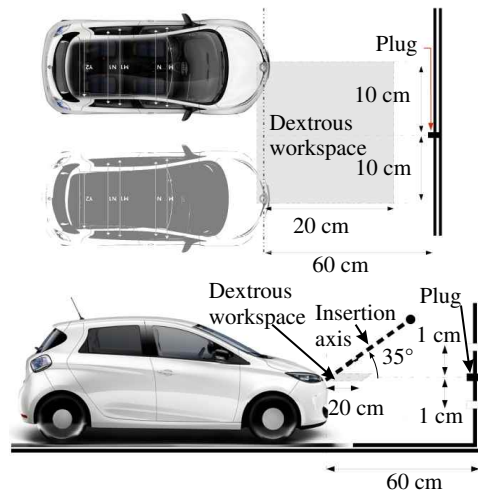 Plug
10 cm
Dextrous
workspace
10 cm
20 cm
60 cm
Dextrous
workspace
Insertion
axis
Plug
1 cm
35°
20 cm
1 cm
60 cm